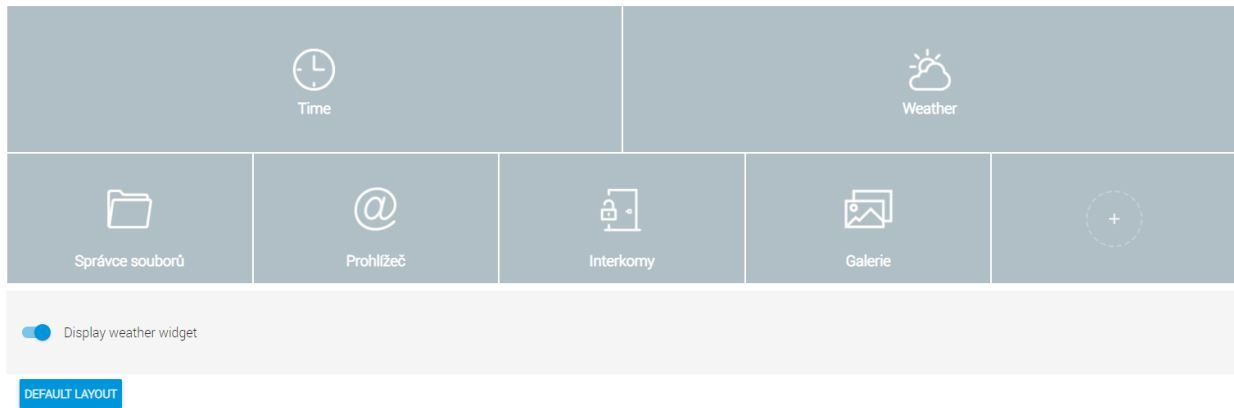 Time
Weather
Správce souborů
Prohlížeč
Interkomy
Galerie
+
Display weather widget
DEFAULT LAYOUT